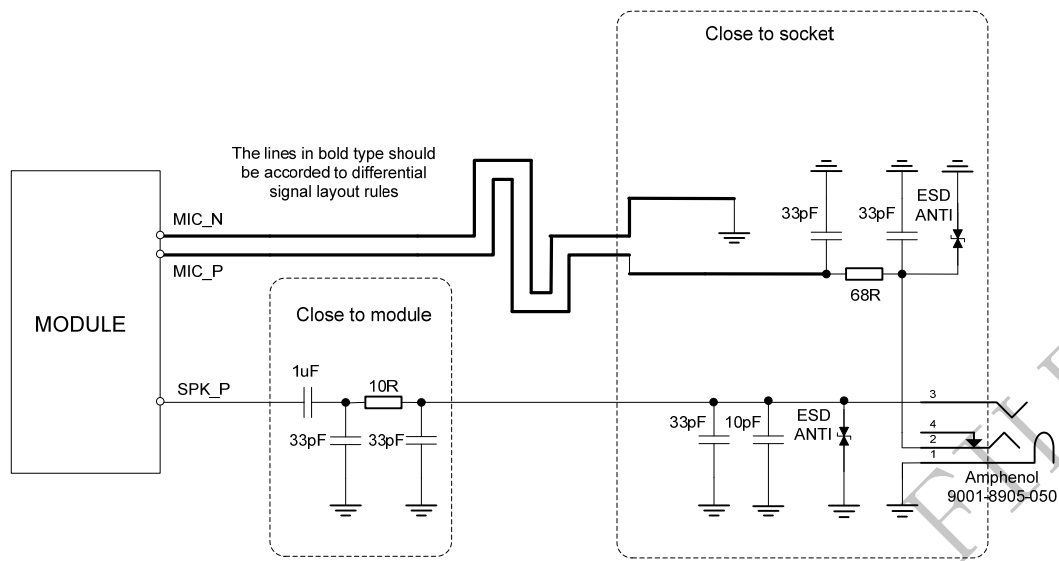 Close to socket
The lines in bold type should
be accorded to differential
signal layout rules
MIC_N
MIC_P
33pF
33pF
ESD
ANTI
68R
MODULE
Close to module
SPK_P
1uF
10R
33pF
33pF
33pF
10pF
ESD
ANTI
3
4
2
1
Amphenol
9001-8905-050